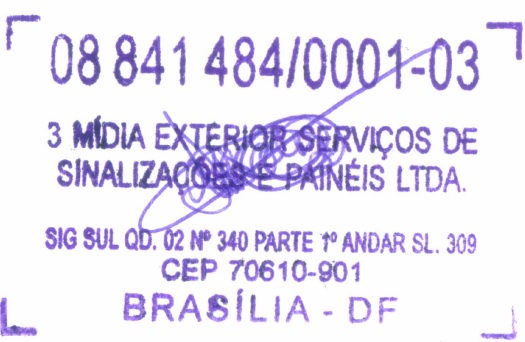 08 841 484/0001-03
3 MÍDIA EXTERIOR SERVIÇOS DE
SINALIZAÇÕES E PAINÉIS LTDA.
SIG SUL QD. 02 Nº 340 PARTE 1º ANDAR SL. 309
CEP 70610-901
BRASÍLIA - DF